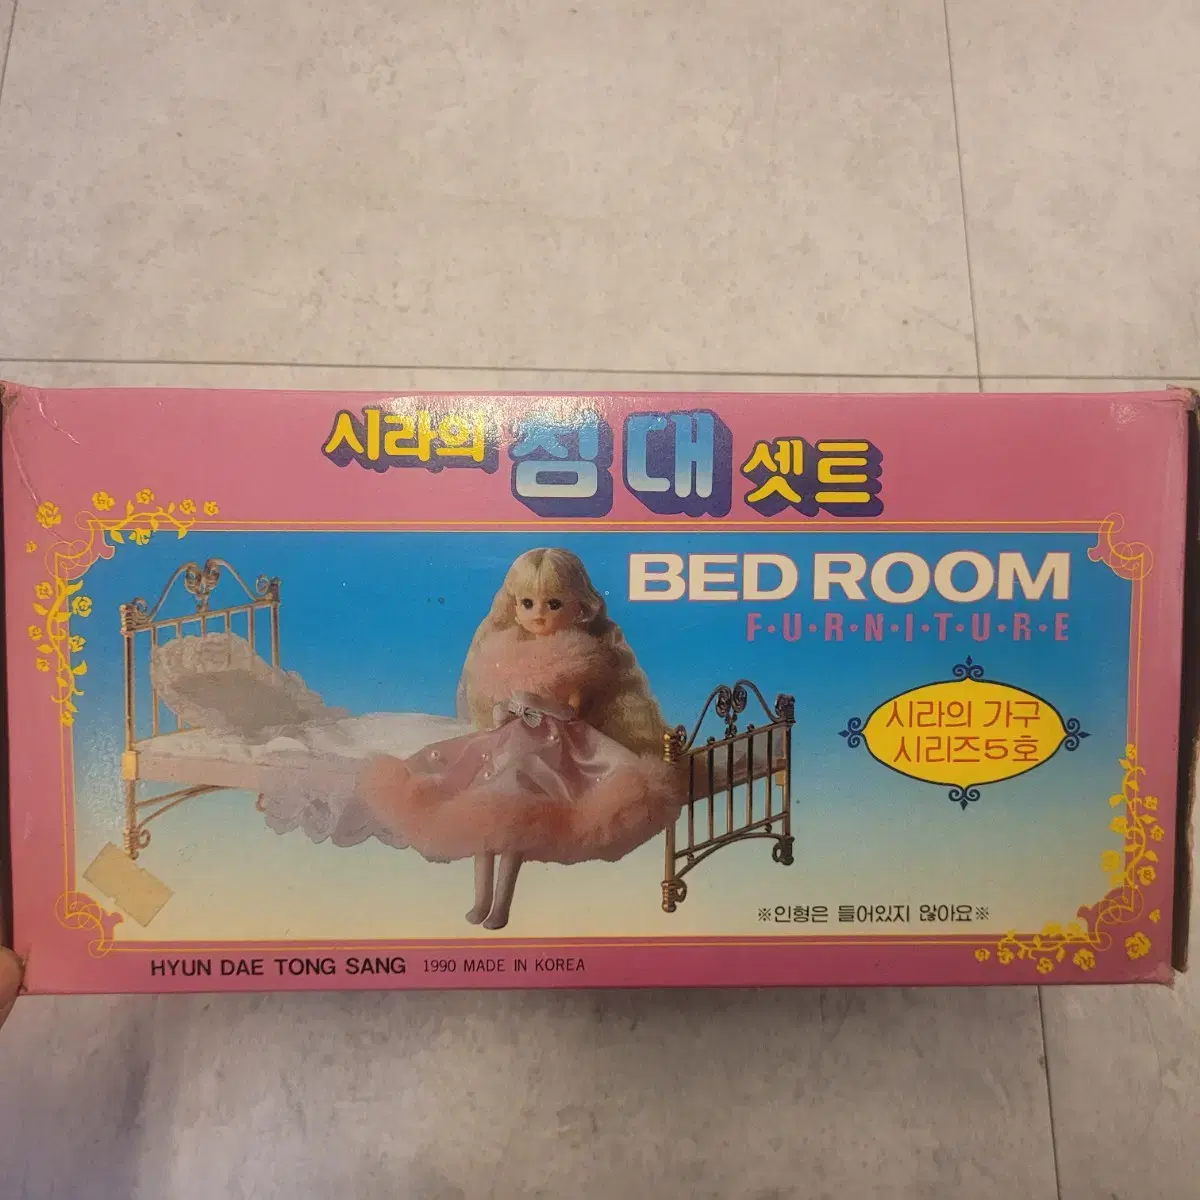 시라의 침대 셋트
BED ROOM
F·U·R·N·I·T·U·R·E
시라의 가구
시리즈5호
※인형은 들어있지 않아요※
HYUN DAE TONG SANG 1990 MADE IN KOREA